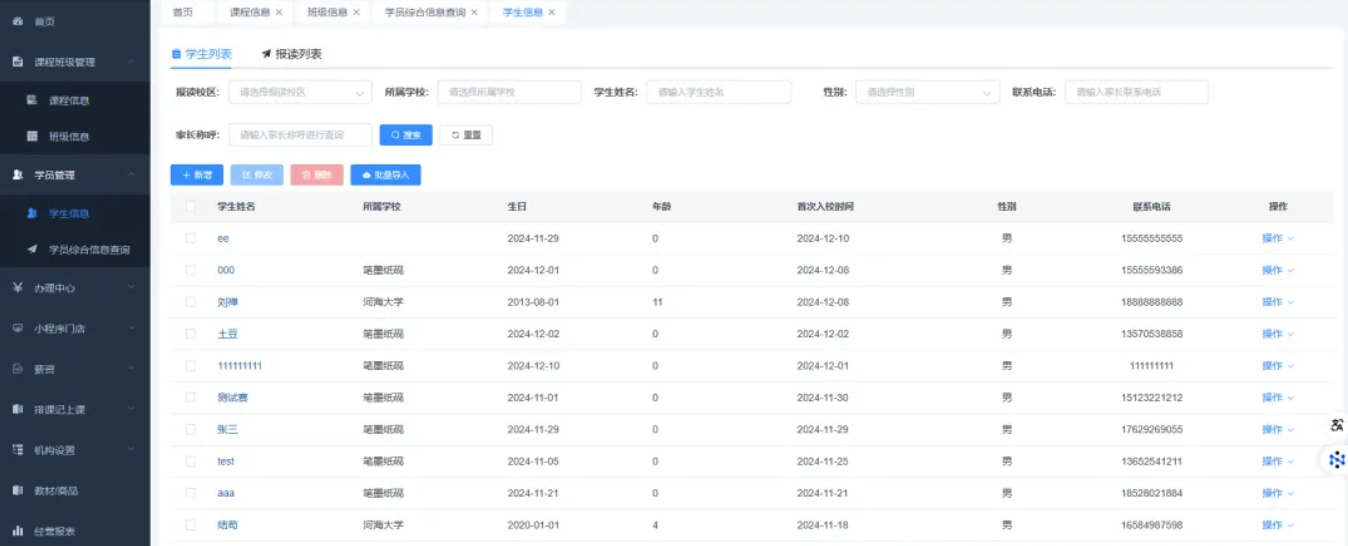 首页
课程班级管理
课程信息
班级信息
学员管理
学生信息
学员综合信息查询
办理中心
小程序门店
薪资
排课记上课
机构设置
教材/商品
经营报表
首页 课程信息 × 班级信息 × 学员综合信息查询 × 学生信息 ×
学生列表 报读列表
报读校区: 请选择报读校区 所属学校: 请选择所属学校 学生姓名: 请输入学生姓名 性别: 请选择性别 联系电话: 请输入家长联系电话
家长称呼: 请输入家长称呼进行查询 搜索 重置
+ 新增 修改 删除 批量导入
学生姓名 所属学校 生日 年龄 首次入校时间 性别 联系电话 操作
ee 2024-11-29 0 2024-12-10 男 15555555555 操作
000 笔墨纸砚 2024-12-01 0 2024-12-08 男 15555593386 操作
刘禅 河海大学 2013-08-01 11 2024-12-08 男 18888888888 操作
土豆 笔墨纸砚 2024-12-02 0 2024-12-02 男 13570538858 操作
111111111 笔墨纸砚 2024-12-10 0 2024-12-01 男 111111111 操作
测试赛 笔墨纸砚 2024-11-01 0 2024-11-30 男 15123221212 操作
张三 笔墨纸砚 2024-11-29 0 2024-11-29 男 17629269055 操作
test 笔墨纸砚 2024-11-05 0 2024-11-25 男 13652541211 操作
aaa 笔墨纸砚 2024-11-21 0 2024-11-21 男 18528021884 操作
结荀 河海大学 2020-01-01 4 2024-11-18 男 16584987598 操作